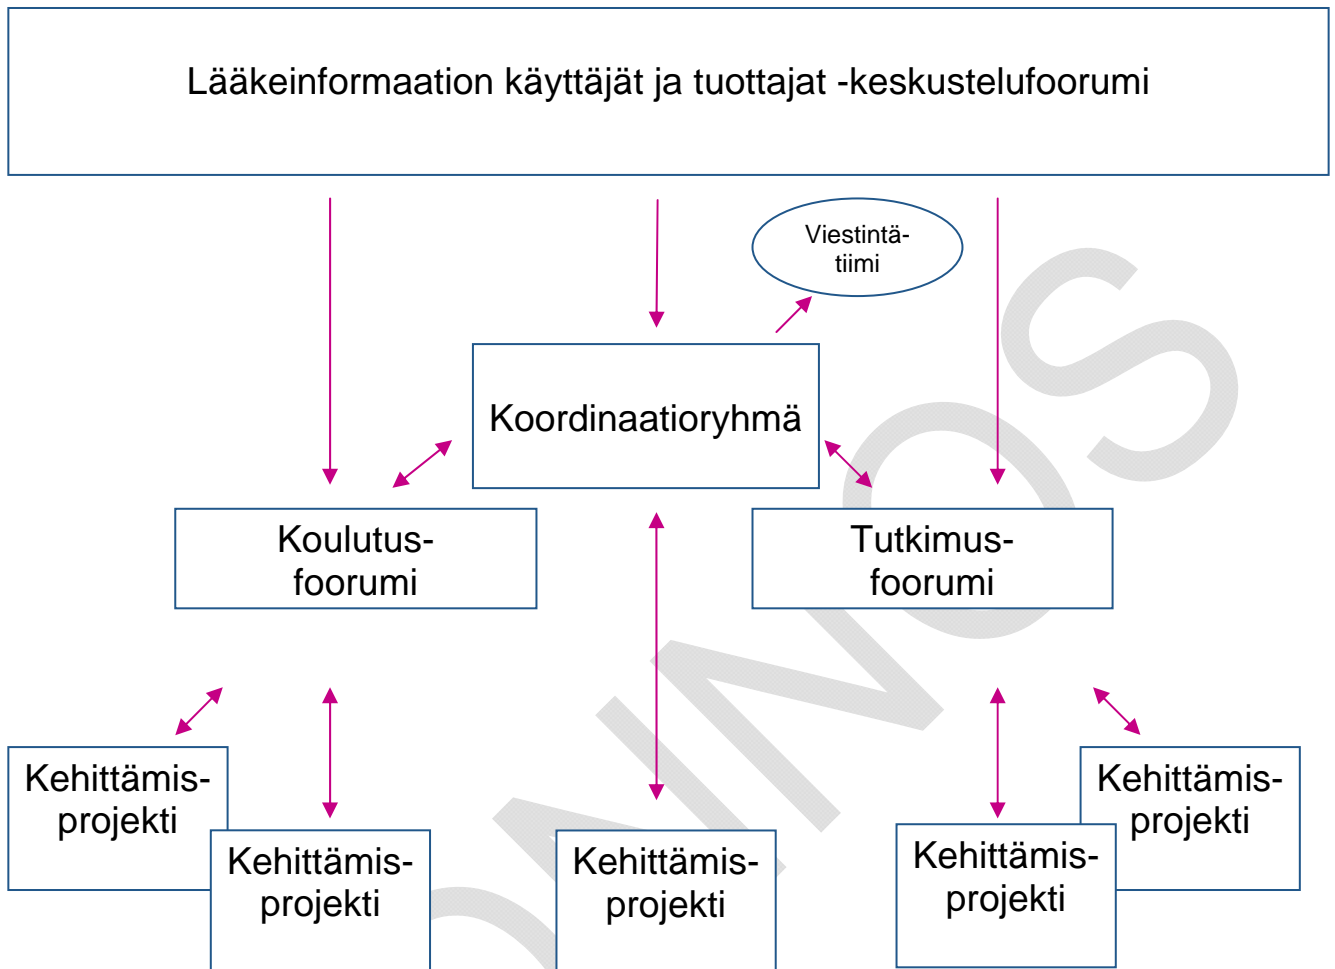 Lääkeinformaation käyttäjät ja tuottajat -keskustelufoorumi
Viestintä-
tiimi
Koordinaatioryhmä
Koulutus-
foorumi
Tutkimus-
foorumi
Kehittämis-
projekti
Kehittämis-
projekti
Kehittämis-
projekti
Kehittämis-
projekti
Kehittämis-
projekti